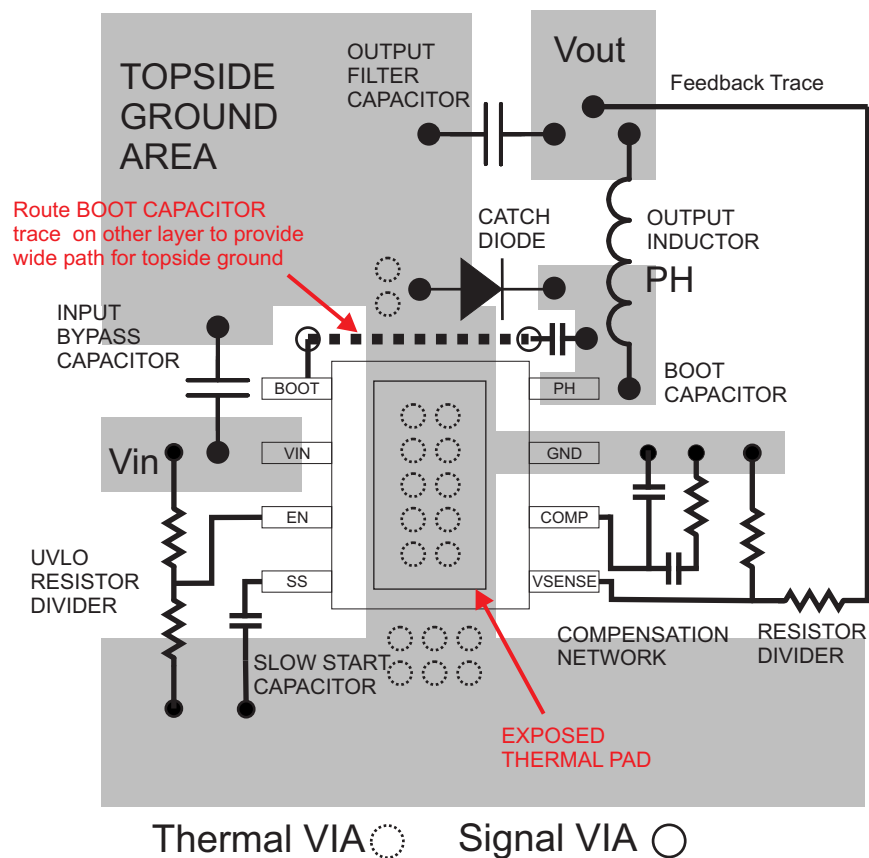 TOPSIDE
GROUND
AREA
OUTPUT
FILTER
CAPACITOR
Vout
Feedback Trace
Route BOOT CAPACITOR
trace on other layer to provide
wide path for topside ground
CATCH
DIODE
OUTPUT
INDUCTOR
PH
INPUT
BYPASS
CAPACITOR
BOOT
CAPACITOR
BOOT
PH
Vin
VIN
GND
EN
COMP
UVLO
RESISTOR
DIVIDER
SS
VSENSE
SLOW START
CAPACITOR
COMPENSATION
NETWORK
RESISTOR
DIVIDER
EXPOSED
THERMAL PAD
Thermal VIA
Signal VIA